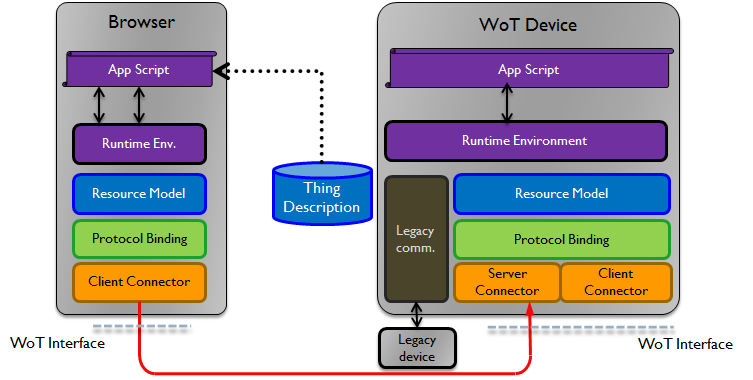 Browser
App Script
Runtime Env.
Resource Model
Protocol Binding
Client Connector
WoT Interface
Thing
Description
WoT Device
App Script
Runtime Environment
Legacy
comm.
Resource Model
Protocol Binding
Server
Connector
Client
Connector
Legacy
device
WoT Interface